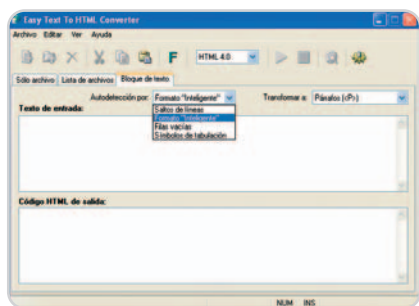 Easy Text To HTML Converter
Archivo Editar Ver Ayuda
F HTML 4.0
Sólo archivo Lista de archivos Bloque de texto
Autodetección por: Formato "Inteligente" Transformar a: Párrafos (<P>)
Texto de entrada:
Saltos de líneas
Formato "Inteligente"
Filas vacías
Símbolos de tabulación
Código HTML de salida:
NUM INS